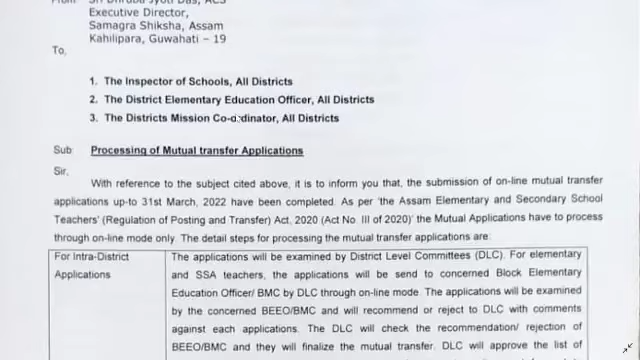 From: Sri Dhruba Jyoti Das, ACS
Executive Director,
Samagra Shiksha, Assam
Kahilipara, Guwahati – 19
To,
1. The Inspector of Schools, All Districts
2. The District Elementary Education Officer, All Districts
3. The Districts Mission Co-ordinator, All Districts
Sub: Processing of Mutual transfer Applications
Sir,
With reference to the subject cited above, it is to inform you that, the submission of on-line mutual transfer
applications up-to 31st March, 2022 have been completed. As per 'the Assam Elementary and Secondary School
Teachers' (Regulation of Posting and Transfer) Act, 2020 (Act No. III of 2020)' the Mutual Applications have to process
through on-line mode only. The detail steps for processing the mutual transfer applications are:
For Intra-District The applications will be examined by District Level Committees (DLC). For elementary
Applications and SSA teachers, the applications will be send to concerned Block Elementary
Education Officer/ BMC by DLC through on-line mode. The applications will be examined
by the concerned BEEO/BMC and will recommend or reject to DLC with comments
against each applications. The DLC will check the recommendation/ rejection of
BEEO/BMC and they will finalize the mutual transfer. DLC will approve the list of